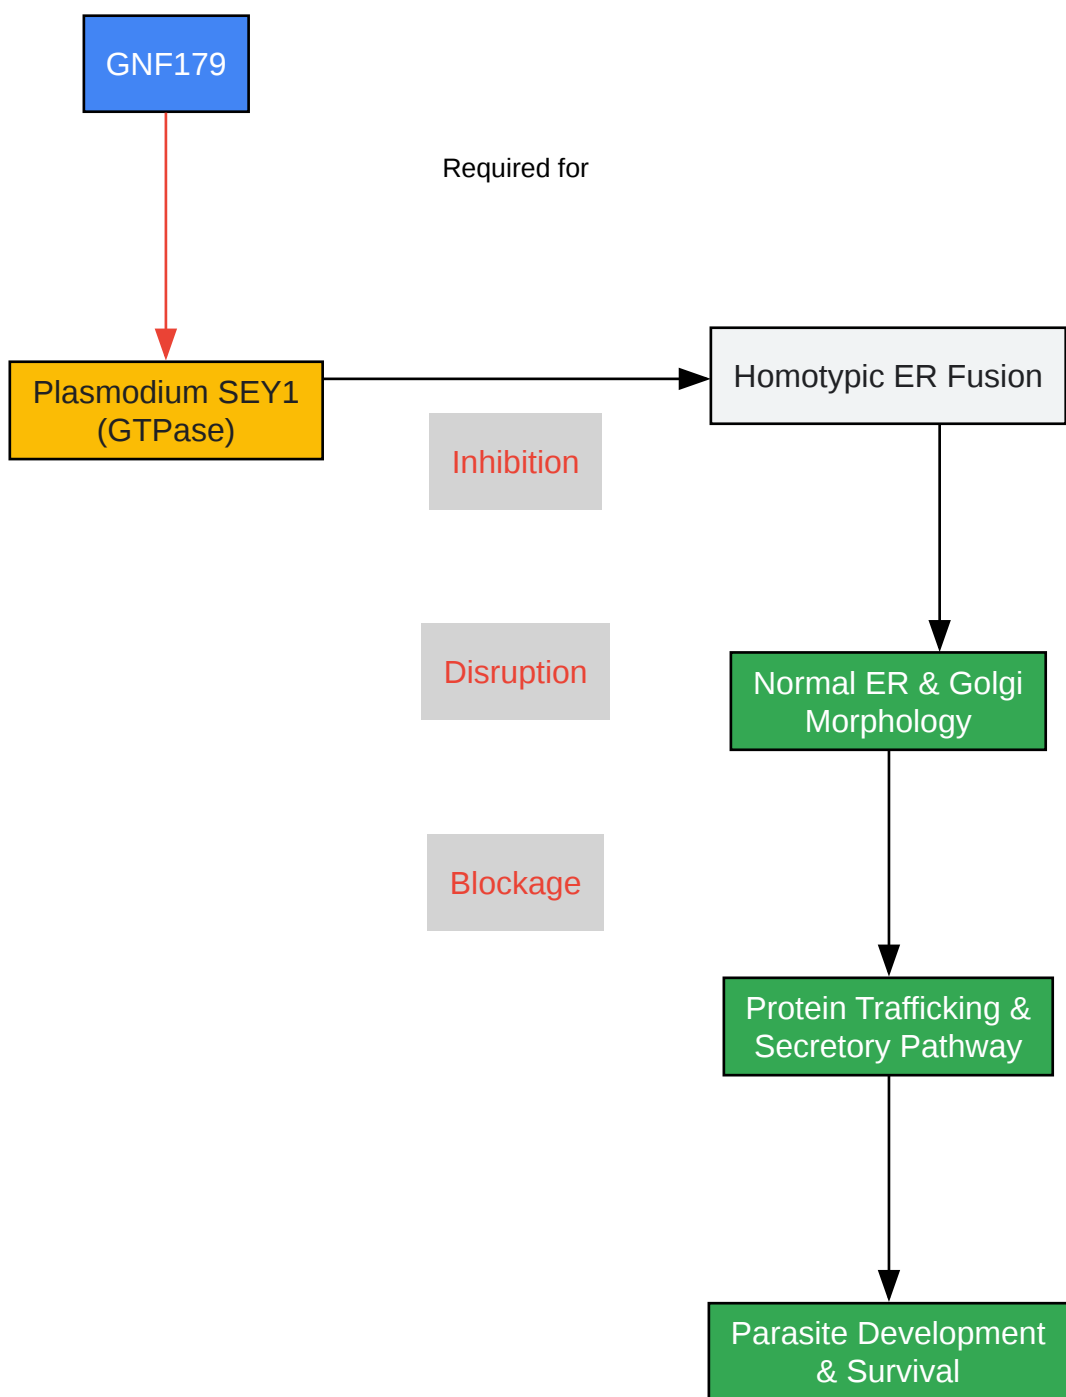 GNF179
Required for
Plasmodium SEY1
(GTPase)
Homotypic ER Fusion
Inhibition
Disruption
Normal ER & Golgi
Morphology
Blockage
Protein Trafficking &
Secretory Pathway
Parasite Development
& Survival